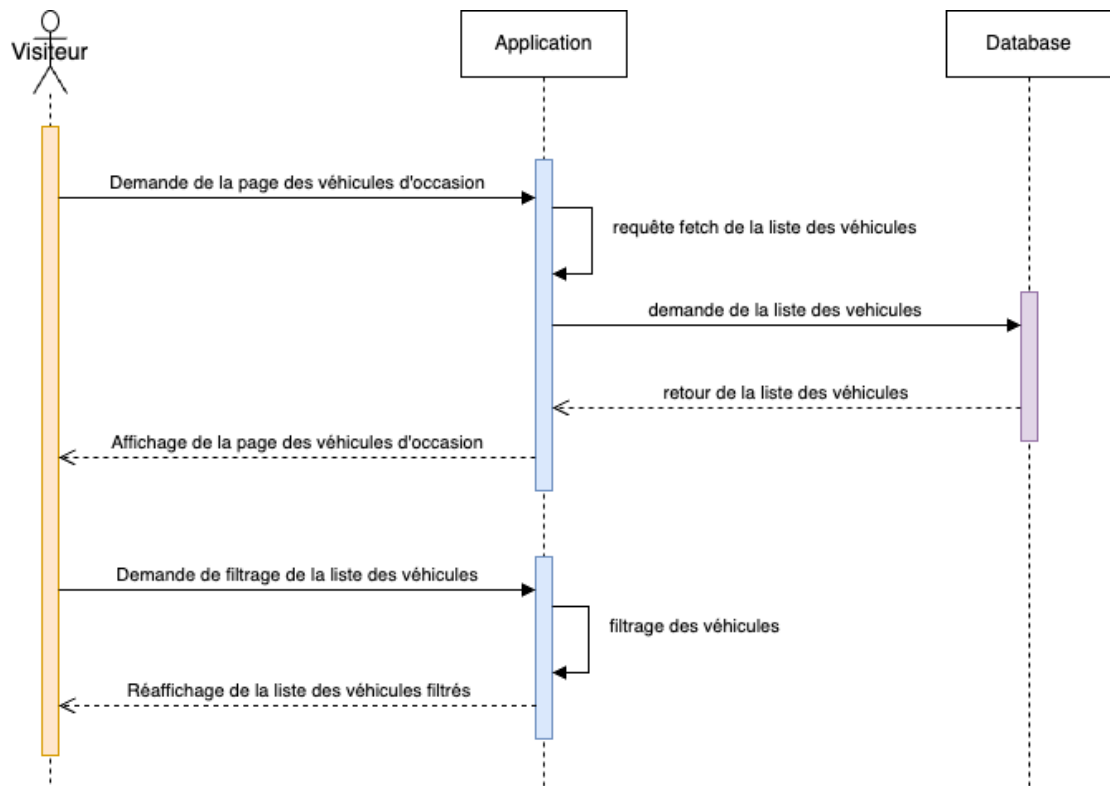 Visiteur
Application
Database
Demande de la page des véhicules d'occasion
requête fetch de la liste des véhicules
demande de la liste des vehicules
retour de la liste des véhicules
Affichage de la page des véhicules d'occasion
Demande de filtrage de la liste des véhicules
filtrage des véhicules
Réaffichage de la liste des véhicules filtrés